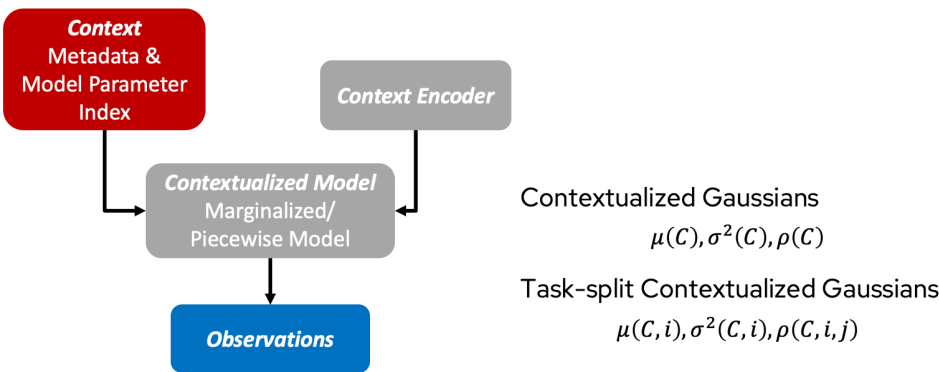 Context
Metadata &
Model Parameter
Index
Context Encoder
Contextualized Model
Marginalized/
Piecewise Model
Observations
Contextualized Gaussians
μ(C), σ²(C), ρ(C)
Task-split Contextualized Gaussians
μ(C, i), σ²(C, i), ρ(C, i, j)